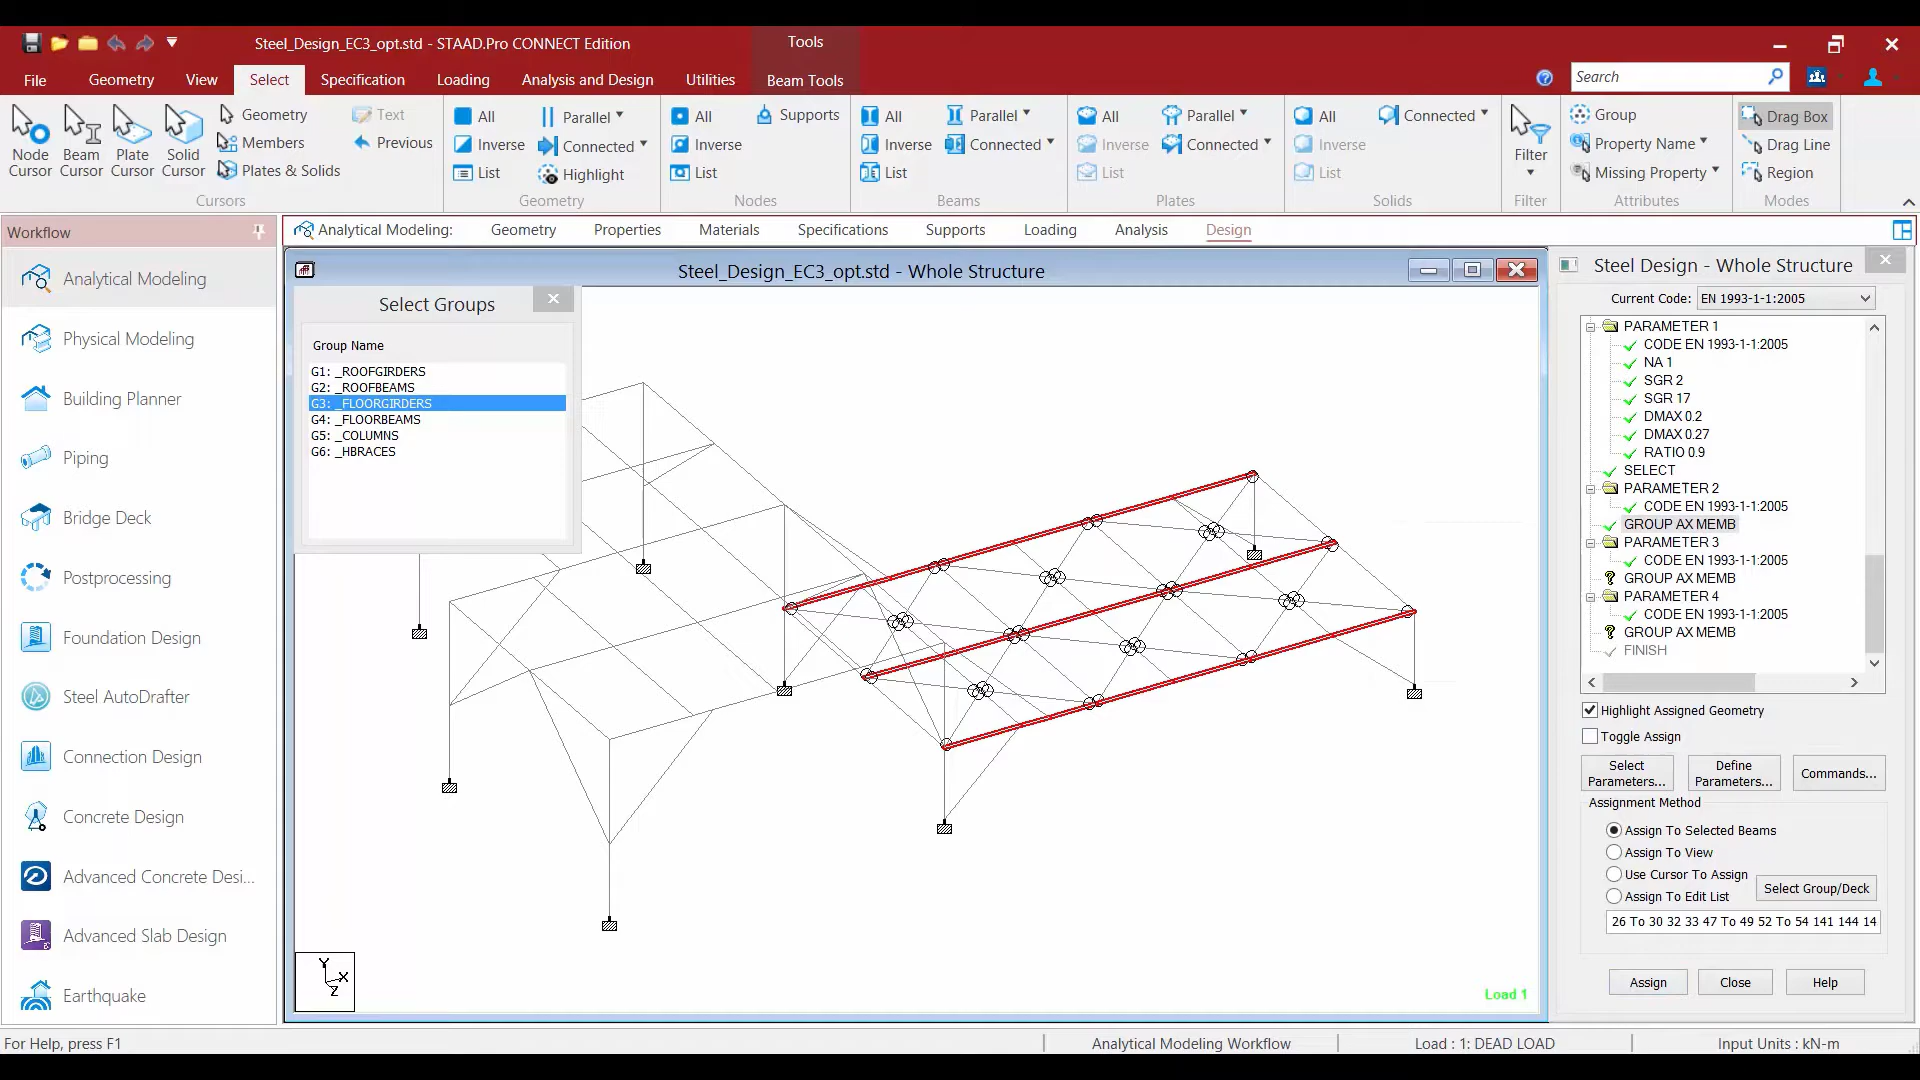 Steel_Design_EC3_opt.std - STAAD.Pro CONNECT Edition
Tools
File
Geometry
View
Select
Specification
Loading
Analysis and Design
Utilities
Beam Tools
Search
Node Cursor
Beam Cursor
Plate Cursor
Solid Cursor
Geometry
Members
Plates & Solids
Text
Previous
Cursors
All
Inverse
List
Parallel
Connected
Highlight
Geometry
All
Inverse
List
Supports
Nodes
All
Inverse
List
Parallel
Connected
Beams
All
Inverse
List
Parallel
Connected
Plates
All
Inverse
List
Connected
Solids
Filter
Filter
Group
Property Name
Missing Property
Attributes
Drag Box
Drag Line
Region
Modes
Workflow
Analytical Modeling
Physical Modeling
Building Planner
Piping
Bridge Deck
Postprocessing
Foundation Design
Steel AutoDrafter
Connection Design
Concrete Design
Advanced Concrete Desi...
Advanced Slab Design
Earthquake
Analytical Modeling:
Geometry
Properties
Materials
Specifications
Supports
Loading
Analysis
Design
Steel_Design_EC3_opt.std - Whole Structure
Select Groups
Group Name
G1: _ROOFGIRDERS
G2: _ROOFBEAMS
G3: _FLOORGIRDERS
G4: _FLOORBEAMS
G5: _COLUMNS
G6: _HBRACES
Y
X
Z
Load 1
Steel Design - Whole Structure
Current Code: EN 1993-1-1:2005
PARAMETER 1
CODE EN 1993-1-1:2005
NA 1
SGR 2
SGR 17
DMAX 0.2
DMAX 0.27
RATIO 0.9
SELECT
PARAMETER 2
CODE EN 1993-1-1:2005
GROUP AX MEMB
PARAMETER 3
CODE EN 1993-1-1:2005
GROUP AX MEMB
PARAMETER 4
CODE EN 1993-1-1:2005
GROUP AX MEMB
FINISH
Highlight Assigned Geometry
Toggle Assign
Select Parameters...
Define Parameters...
Commands...
Assignment Method
Assign To Selected Beams
Assign To View
Use Cursor To Assign
Assign To Edit List
Select Group/Deck
26 To 30 32 33 47 To 49 52 To 54 141 144 14
Assign
Close
Help
For Help, press F1
Analytical Modeling Workflow
Load : 1: DEAD LOAD
Input Units : kN-m